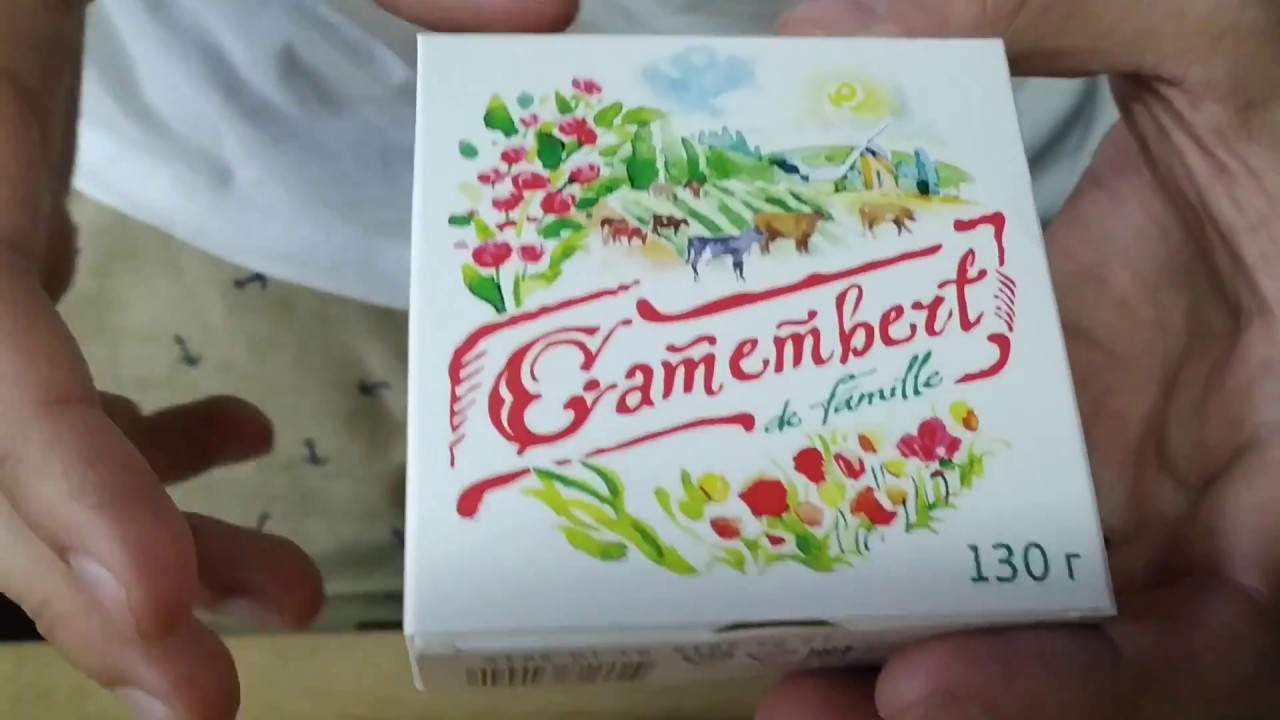 Camembert
de famille
130 г